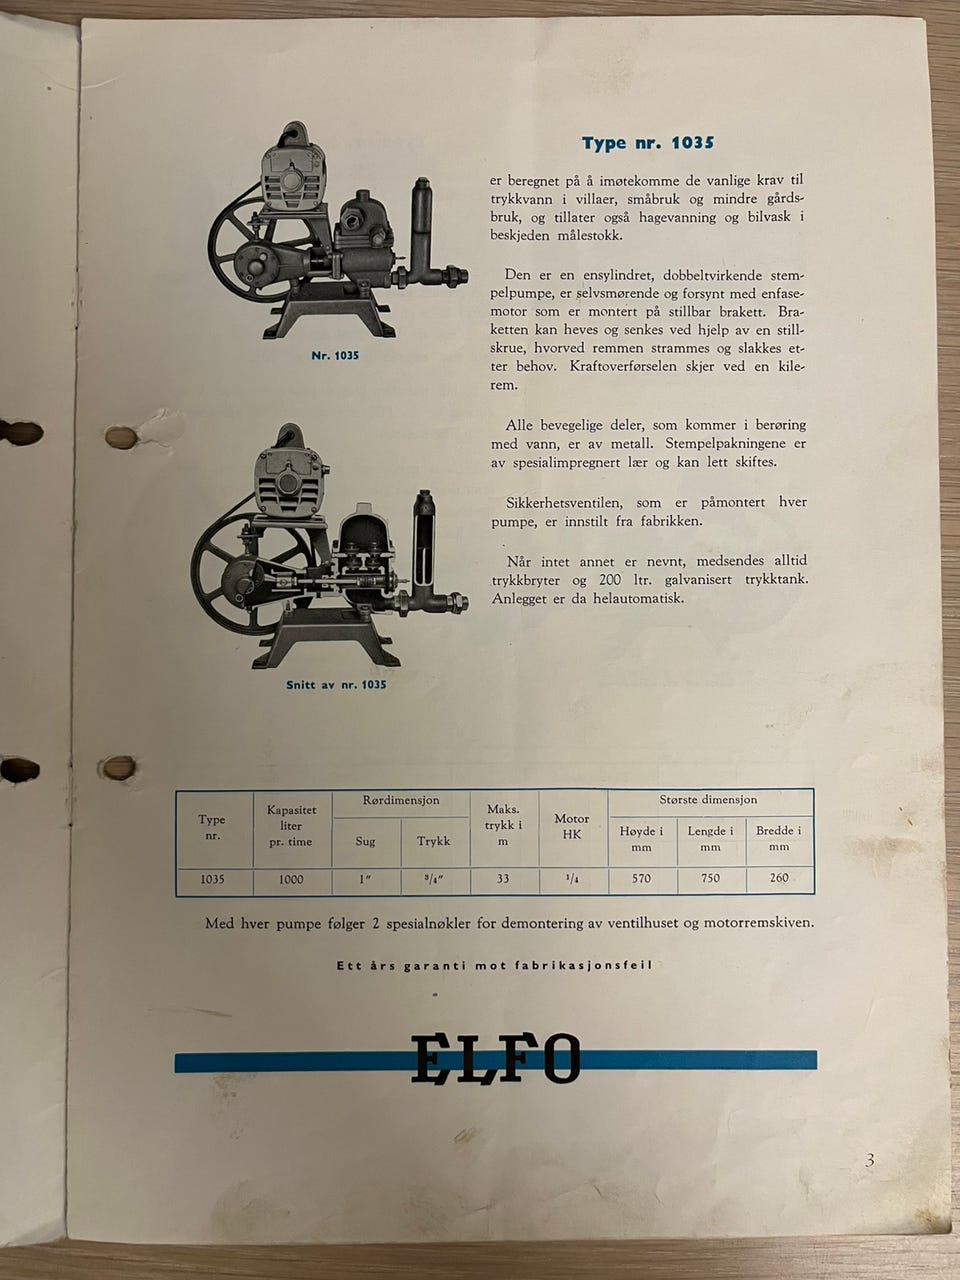 Type nr. 1035
er beregnet på å imøtekomme de vanlige krav til
trykkvann i villaer, småbruk og mindre gårds-
bruk, og tillater også hagevanning og bilvask i
beskjeden målestokk.
Den er en ensylindret, dobbeltvirkende stem-
pelpumpe, er selvsmørende og forsynt med enfase-
motor som er montert på stillbar brakett. Bra-
ketten kan heves og senkes ved hjelp av en still-
skrue, hvorved remmen strammes og slakkes et-
ter behov. Kraftoverførselen skjer ved en kile-
rem.
Alle bevegelige deler, som kommer i berøring
med vann, er av metall. Stempelpakningene er
av spesialimpregnert lær og kan lett skiftes.
Sikkerhetsventilen, som er påmontert hver
pumpe, er innstilt fra fabrikken.
Når intet annet er nevnt, medsendes alltid
trykkbryter og 200 ltr. galvanisert trykktank.
Anlegget er da helautomatisk.
Nr. 1035
Snitt av nr. 1035
Type nr. Kapasitet liter pr. time Rørdimensjon Sug Trykk Maks. trykk i m Motor HK Største dimensjon Høyde i mm Lengde i mm Bredde i mm
1035 1000 1" 3/4" 33 1/4 570 750 260
Med hver pumpe følger 2 spesialnøkler for demontering av ventilhuset og motorremskiven.
Ett års garanti mot fabrikasjonsfeil
ELFO
3